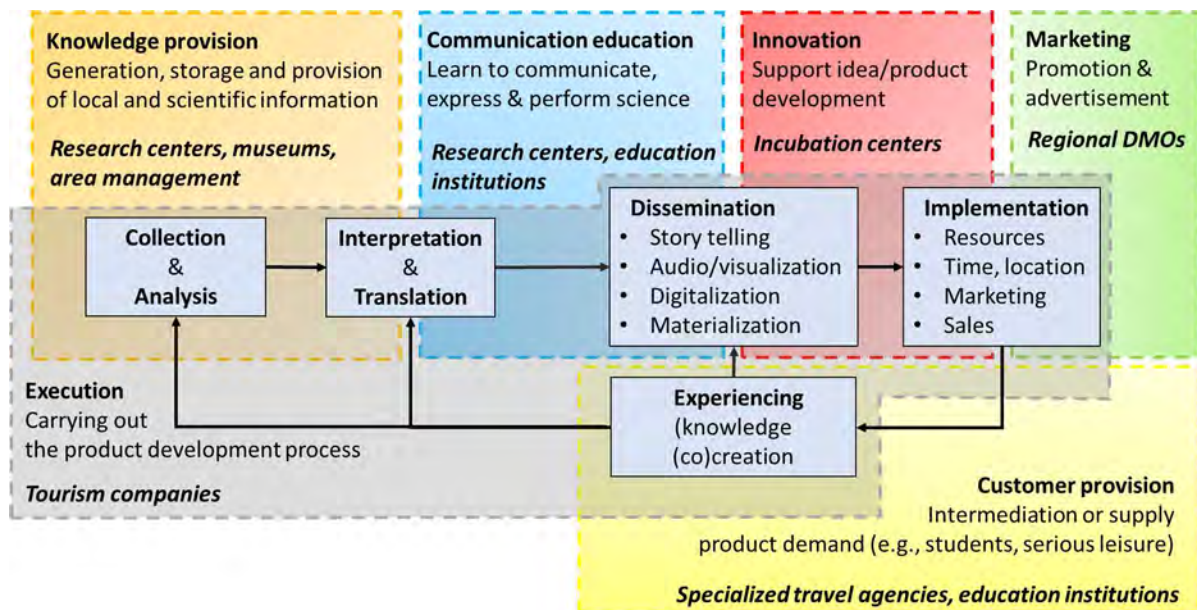 Knowledge provision
Generation, storage and provision
of local and scientific information
Research centers, museums,
area management
Communication education
Learn to communicate,
express & perform science
Research centers, education
institutions
Innovation
Support idea/product
development
Incubation centers
Marketing
Promotion &
advertisement
Regional DMOs
Collection
&
Analysis
Interpretation
&
Translation
Dissemination
• Story telling
• Audio/visualization
• Digitalization
• Materialization
Implementation
• Resources
• Time, location
• Marketing
• Sales
Execution
Carrying out
the product development process
Tourism companies
Experiencing
(knowledge
(co)creation
Customer provision
Intermediation or supply
product demand (e.g., students, serious leisure)
Specialized travel agencies, education institutions